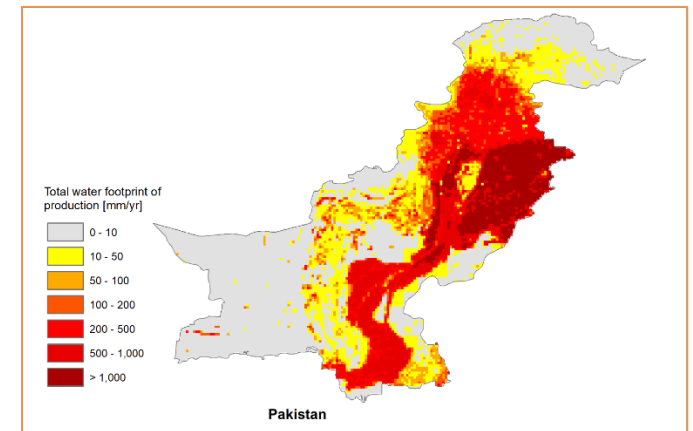 Total water footprint of
production [mm/yr]
0 - 10
10 - 50
50 - 100
100 - 200
200 - 500
500 - 1,000
> 1,000
Pakistan